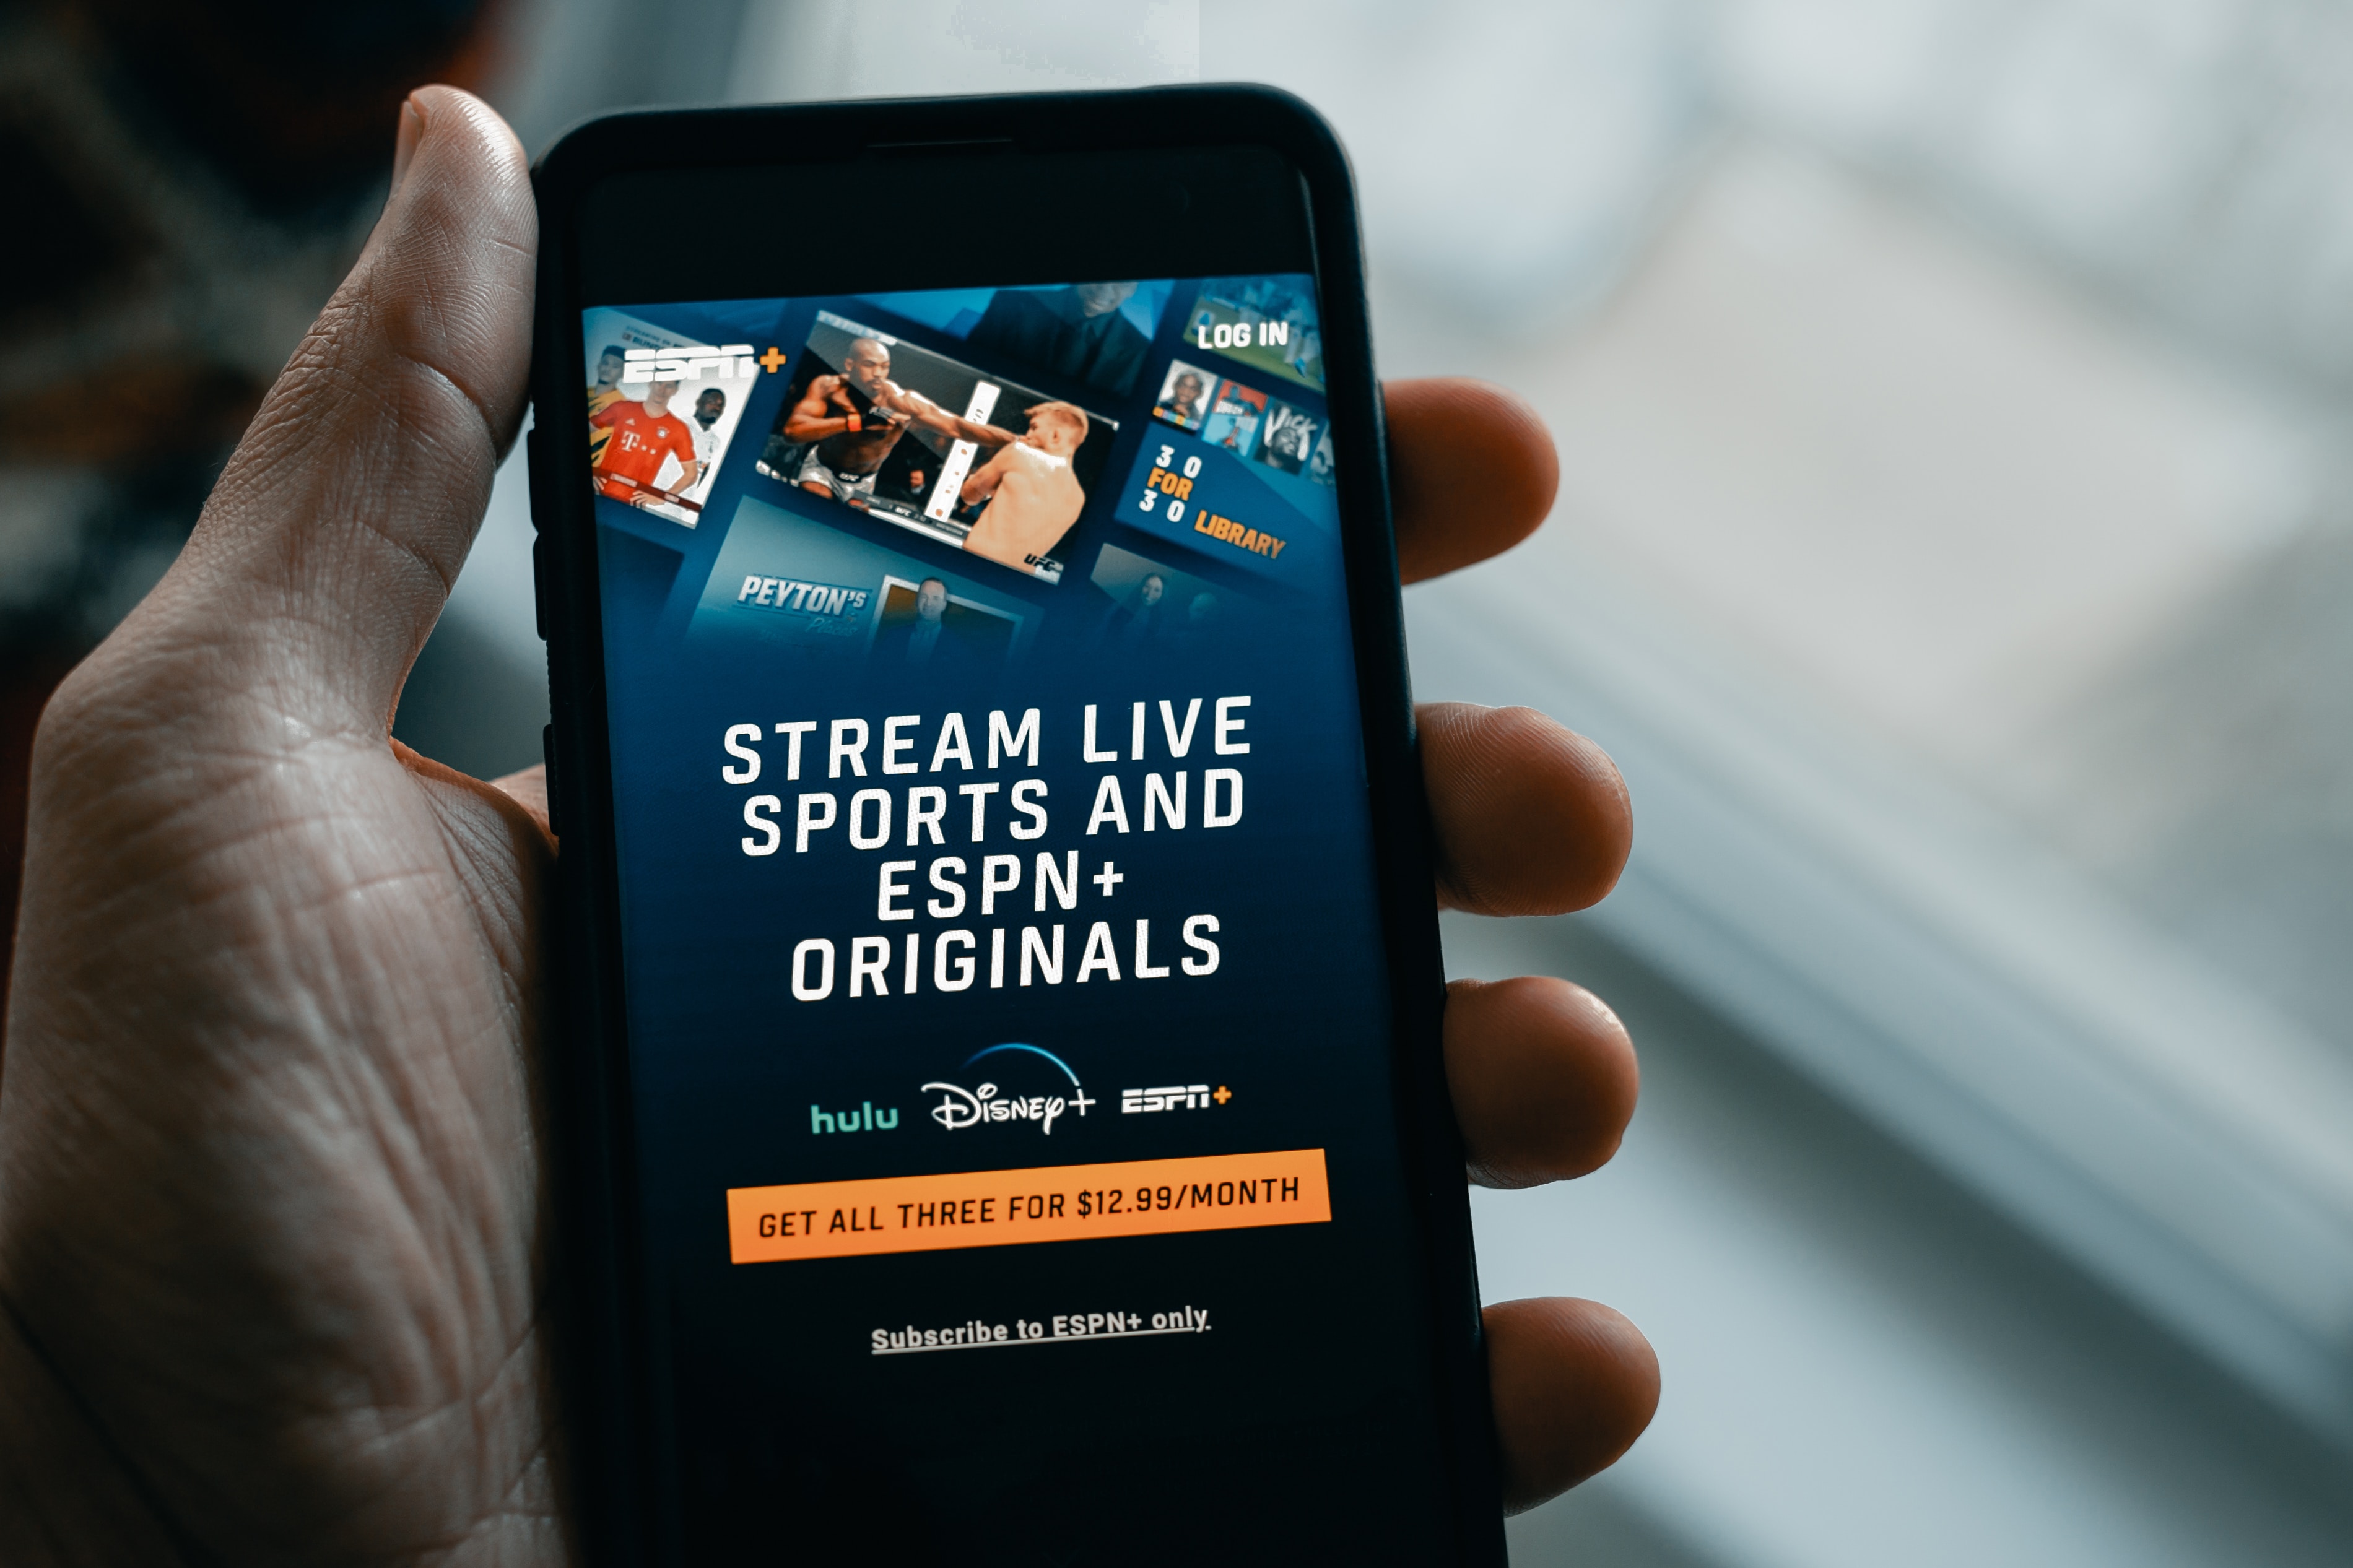 LOG IN
ESPN+
T
30
FOR
30 LIBRARY
UFC
PEYTON'S
Places
STREAM LIVE
SPORTS AND
ESPN+
ORIGINALS
hulu Disney+ ESPN+
GET ALL THREE FOR $12.99/MONTH
Subscribe to ESPN+ only